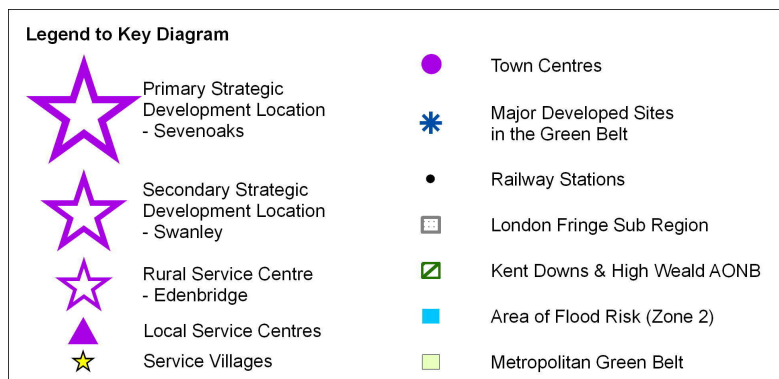 Legend to Key Diagram
Primary Strategic
Development Location
- Sevenoaks
Secondary Strategic
Development Location
- Swanley
Rural Service Centre
- Edenbridge
Local Service Centres
Service Villages
Town Centres
Major Developed Sites
in the Green Belt
Railway Stations
London Fringe Sub Region
Kent Downs & High Weald AONB
Area of Flood Risk (Zone 2)
Metropolitan Green Belt